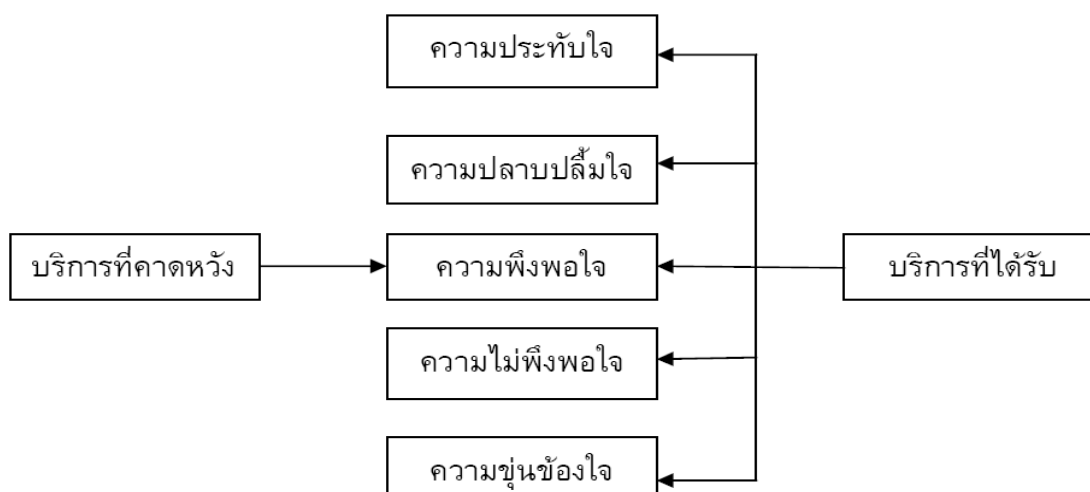 ความประทับใจ
ความปลาบปลื้มใจ
บริการที่คาดหวัง
ความพึงพอใจ
บริการที่ได้รับ
ความไม่พึงพอใจ
ความขุ่นข้องใจ